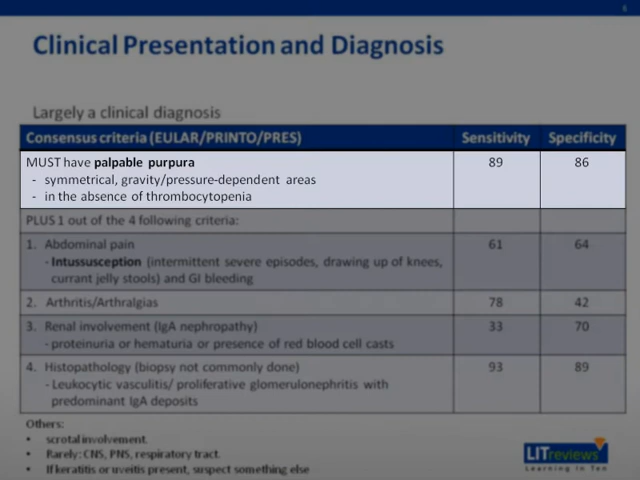 6
Clinical Presentation and Diagnosis
Largely a clinical diagnosis
Consensus criteria (EULAR/PRINTO/PRES) Sensitivity Specificity
MUST have palpable purpura 89 86
- symmetrical, gravity/pressure-dependent areas
- in the absence of thrombocytopenia
PLUS 1 out of the 4 following criteria:
1. Abdominal pain 61 64
- Intussusception (intermittent severe episodes, drawing up of knees,
currant jelly stools) and GI bleeding
2. Arthritis/Arthralgias 78 42
3. Renal involvement (IgA nephropathy) 33 70
- proteinuria or hematuria or presence of red blood cell casts
4. Histopathology (biopsy not commonly done) 93 89
- Leukocytic vasculitis/ proliferative glomerulonephritis with
predominant IgA deposits
Others:
• scrotal involvement.
• Rarely: CNS, PNS, respiratory tract.
• If keratitis or uveitis present, suspect something else
LITreviews
Learning In Ten